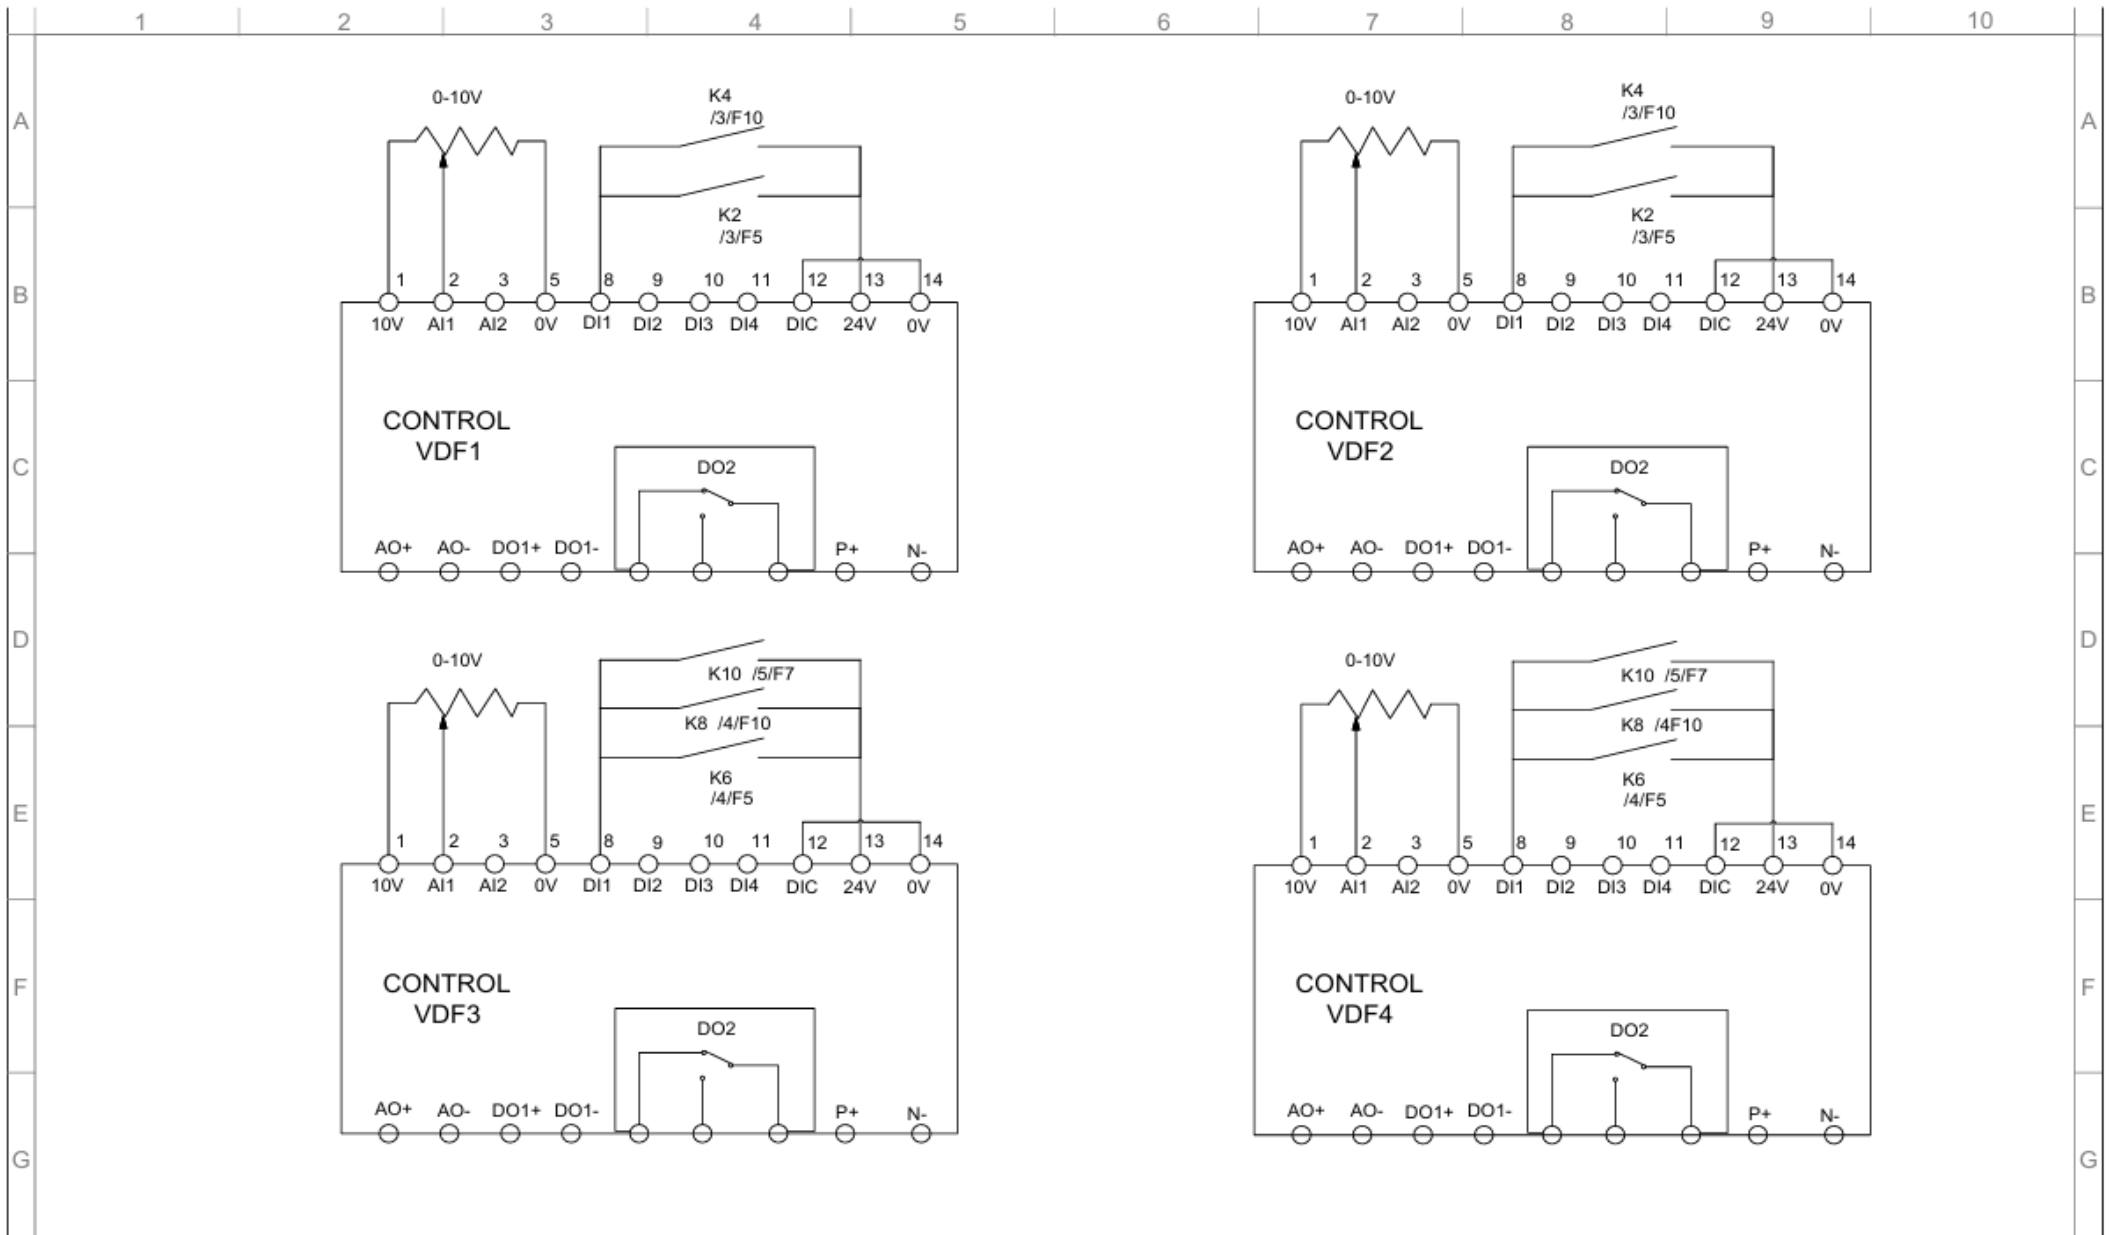 1 2 3 4 5 6 7 8 9 10
A A
0-10V K4 0-10V K4
/3/F10 /3/F10
K2 K2
/3/F5 /3/F5
B B
1 2 3 5 8 9 10 11 12 13 14 1 2 3 5 8 9 10 11 12 13 14
10V AI1 AI2 0V DI1 DI2 DI3 DI4 DIC 24V 0V 10V AI1 AI2 0V DI1 DI2 DI3 DI4 DIC 24V 0V
CONTROL CONTROL
VDF1 VDF2
C DO2 DO2 C
AO+ AO- DO1+ DO1- P+ N- AO+ AO- DO1+ DO1- P+ N-
D D
0-10V K10 /5/F7 0-10V K10 /5/F7
K8 /4/F10 K8 /4F10
K6 K6
/4/F5 /4/F5
E E
1 2 3 5 8 9 10 11 12 13 14 1 2 3 5 8 9 10 11 12 13 14
10V AI1 AI2 0V DI1 DI2 DI3 DI4 DIC 24V 0V 10V AI1 AI2 0V DI1 DI2 DI3 DI4 DIC 24V 0V
F CONTROL CONTROL F
VDF3 VDF4
DO2 DO2
AO+ AO- DO1+ DO1- P+ N- AO+ AO- DO1+ DO1- P+ N-
G G